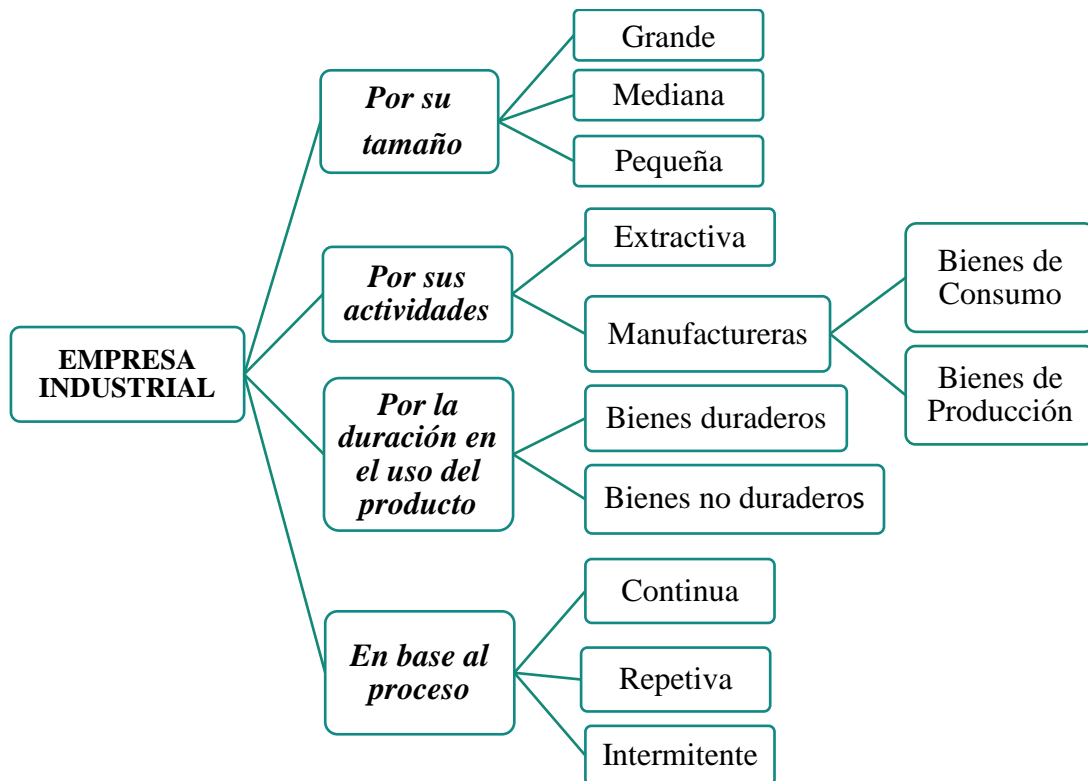 EMPRESA
INDUSTRIAL
Por su
tamaño
Grande
Mediana
Pequeña
Por sus
actividades
Extractiva
Manufactureras
Bienes de
Consumo
Bienes de
Producción
Por la
duración en
el uso del
producto
Bienes duraderos
Bienes no duraderos
En base al
proceso
Continua
Repetiva
Intermitente